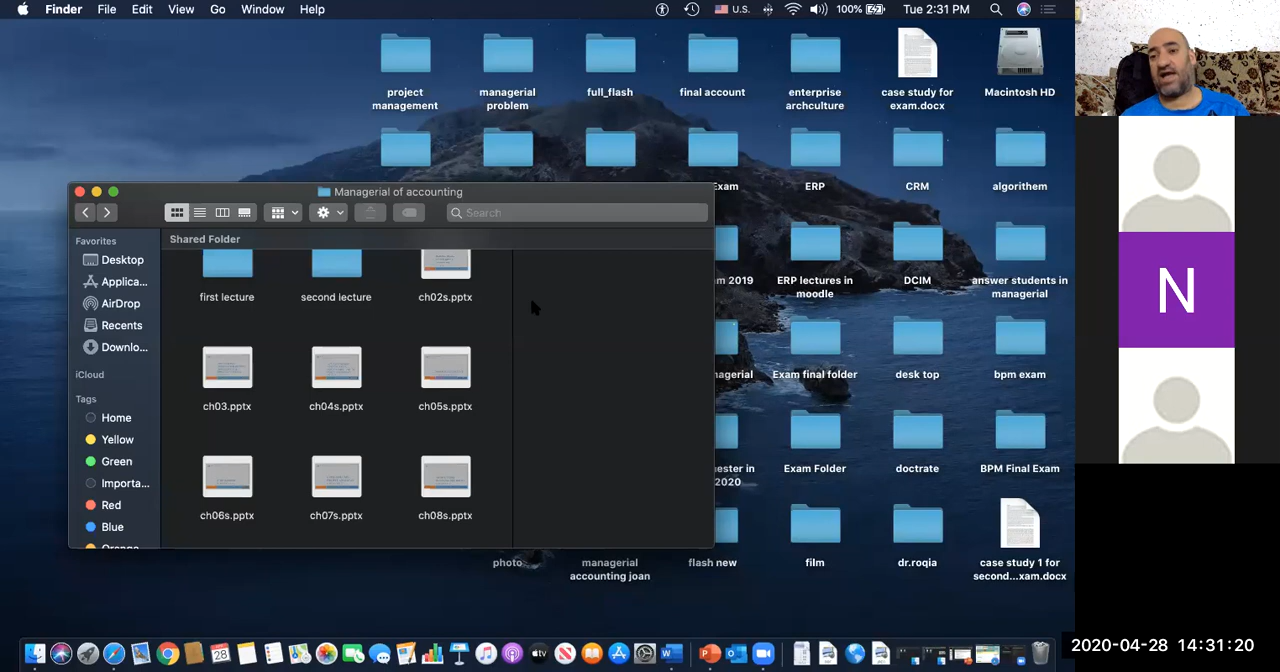 Finder File Edit View Go Window Help
U.S. 100% Tue 2:31 PM
project management
managerial problem
full_flash
final account
enterprise archculture
case study for exam.docx
Macintosh HD
Exam
ERP
CRM
algorithem
2019
ERP lectures in moodle
DCIM
answer students in managerial
Exam final folder
desk top
bpm exam
in
2020
Exam Folder
doctrate
BPM Final Exam
photo
managerial accounting joan
flash new
film
dr.roqia
case study 1 for second...xam.docx
Managerial of accounting
Search
Favorites
Desktop
Applica...
AirDrop
Recents
Downlo...
iCloud
Tags
Home
Yellow
Green
Importa...
Red
Blue
Orange
Shared Folder
first lecture
second lecture
ch02s.pptx
ch03.pptx
ch04s.pptx
ch05s.pptx
ch06s.pptx
ch07s.pptx
ch08s.pptx
28
N
2020-04-28 14:31:20